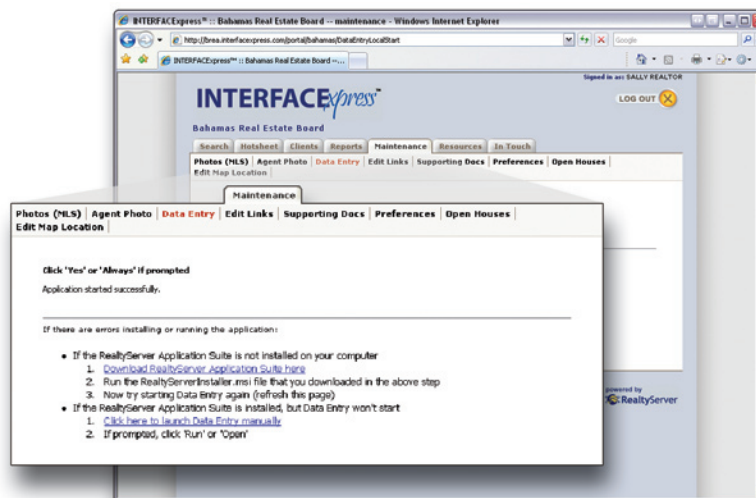 INTERFACExpress™ :: Bahamas Real Estate Board -- maintenance - Windows Internet Explorer
http://brea.interfacexpress.com/portal/bahamas/DataEntryLocalStart
Google
INTERFACExpress™ :: Bahamas Real Estate Board --...
Signed in as: SALLY REALTOR
INTERFACExpress™
LOG OUT
Bahamas Real Estate Board
Search Hotsheet Clients Reports Maintenance Resources In Touch
Photos (MLS) Agent Photo Data Entry Edit Links Supporting Docs Preferences Open Houses
Edit Map Location
Maintenance
Photos (MLS) Agent Photo Data Entry Edit Links Supporting Docs Preferences Open Houses
Edit Map Location
Click 'Yes' or 'Always' if prompted
Application started successfully.
If there are errors installing or running the application:
• If the RealtyServer Application Suite is not installed on your computer
1. Download RealtyServer Application Suite here
2. Run the RealtyServerInstaller.msi file that you downloaded in the above step
3. Now try starting Data Entry again (refresh this page)
• If the RealtyServer Application Suite is installed, but Data Entry won't start
1. Click here to launch Data Entry manually
2. If prompted, click 'Run' or 'Open'
powered by
RealtyServer